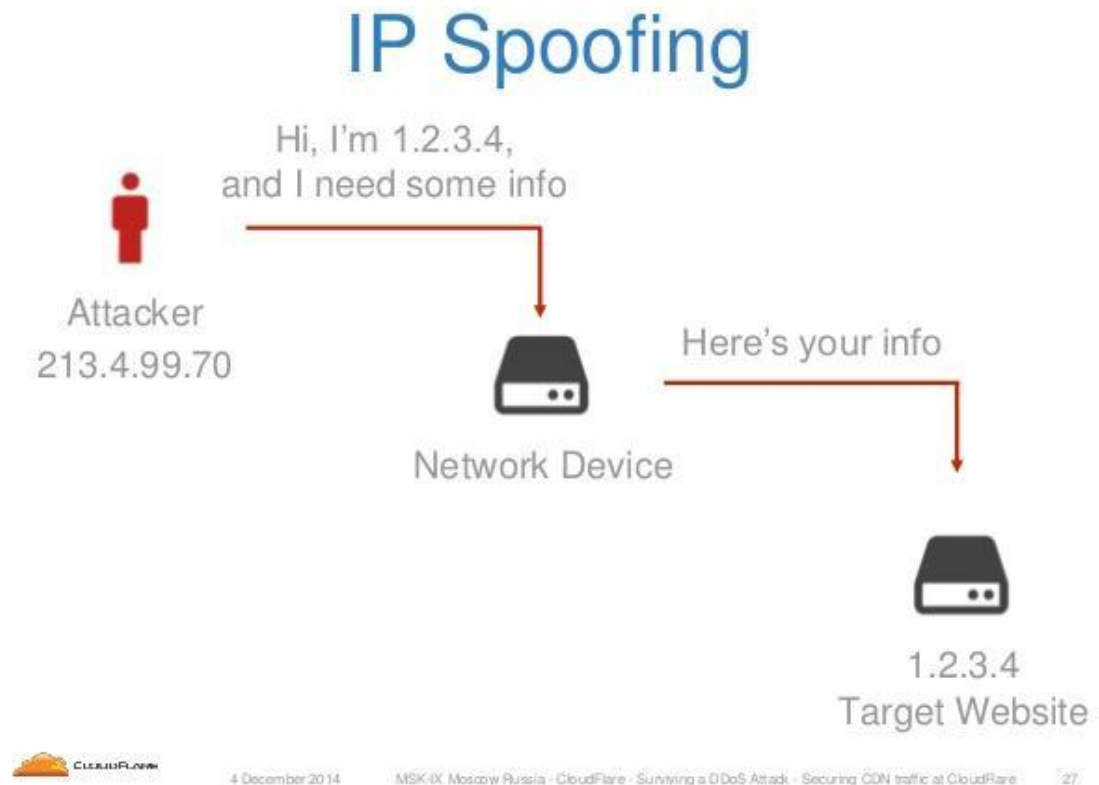 IP Spoofing
Hi, I'm 1.2.3.4,
and I need some info
Attacker
213.4.99.70
Here's your info
Network Device
1.2.3.4
Target Website
CLOUDFLARE
4 December 2014
MSK-IX Moscow Russia - CloudFlare - Surviving a DDoS Attack - Securing CDN traffic at CloudFlare
27